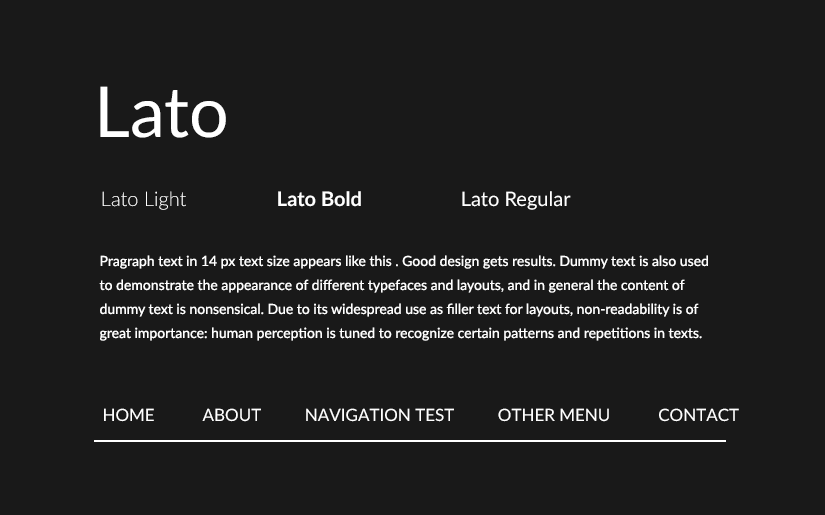 Lato
Lato Light Lato Bold Lato Regular
Pragraph text in 14 px text size appears like this . Good design gets results. Dummy text is also used
to demonstrate the appearance of different typefaces and layouts, and in general the content of
dummy text is nonsensical. Due to its widespread use as filler text for layouts, non-readability is of
great importance: human perception is tuned to recognize certain patterns and repetitions in texts.
HOME ABOUT NAVIGATION TEST OTHER MENU CONTACT